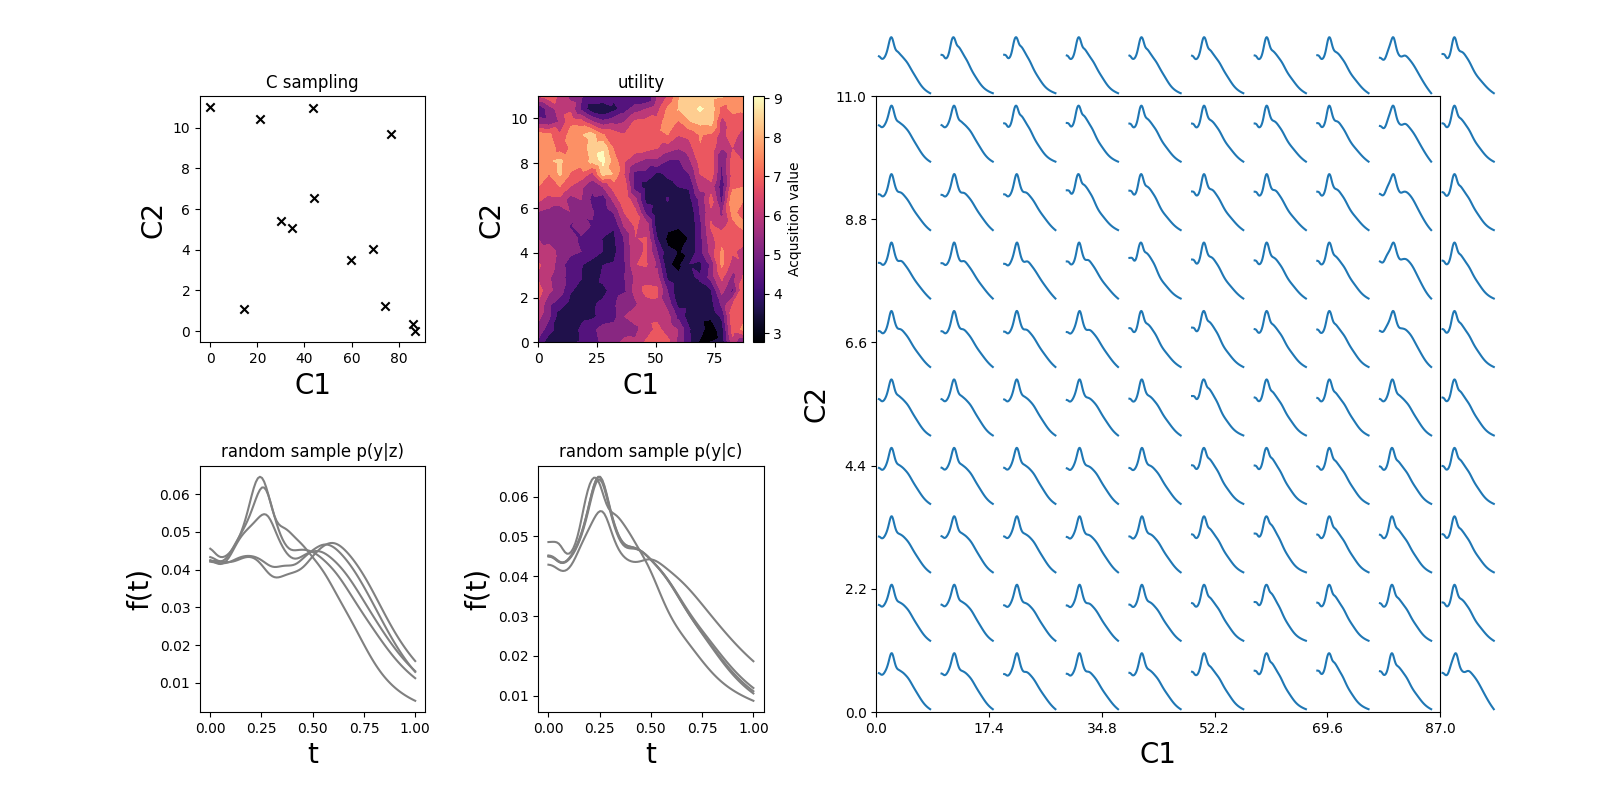 C sampling
C2
10
8
6
4
2
0
0 20 40 60 80
C1
utility
C2
10
8
6
4
2
0
0 25 50 75
C1
9
8
7
6
5
4
3
Acqusition value
random sample p(y|z)
f(t)
0.06
0.05
0.04
0.03
0.02
0.01
0.00 0.25 0.50 0.75 1.00
t
random sample p(y|c)
f(t)
0.06
0.05
0.04
0.03
0.02
0.01
0.00 0.25 0.50 0.75 1.00
t
C2
11.0
8.8
6.6
4.4
2.2
0.0
0.0 17.4 34.8 52.2 69.6 87.0
C1